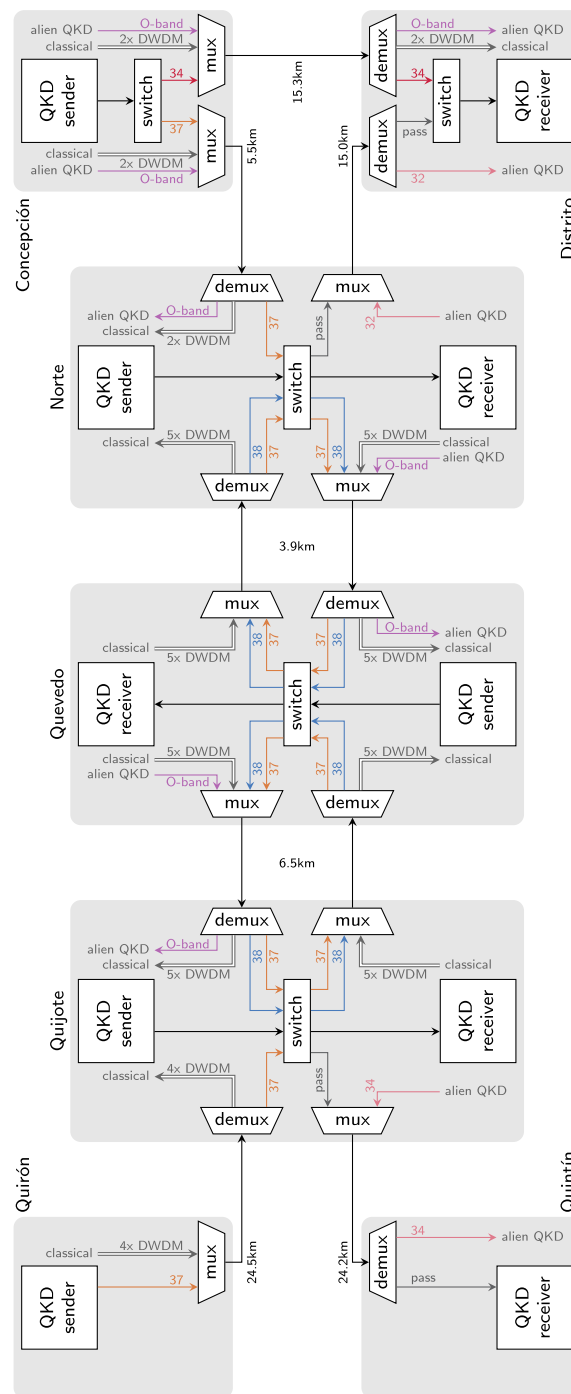 alien QKD
O-band
classical
2x DWDM
QKD
sender
switch
34
37
mux
mux
classical
2x DWDM
alien QKD
O-band
Concepción
15.3km
5.5km
15.0km
demux
demux
O-band
alien QKD
2x DWDM
classical
34
switch
pass
QKD
receiver
32
alien QKD
Distrito
Norte
demux
mux
alien QKD
O-band
classical
2x DWDM
37
pass
32
alien QKD
QKD
sender
switch
QKD
receiver
classical
5x DWDM
38
37
37
38
5x DWDM
classical
O-band
alien QKD
demux
mux
3.9km
Quevedo
mux
demux
classical
5x DWDM
38
37
37
38
O-band
alien QKD
5x DWDM
classical
QKD
receiver
switch
QKD
sender
classical
5x DWDM
alien QKD
O-band
38
37
37
38
5x DWDM
classical
mux
demux
6.5km
Quijote
demux
mux
alien QKD
O-band
classical
5x DWDM
38
37
37
38
5x DWDM
classical
QKD
sender
switch
QKD
receiver
classical
4x DWDM
37
pass
34
alien QKD
demux
mux
Quirón
classical
4x DWDM
37
QKD
sender
mux
24.5km
24.2km
Quintín
demux
34
alien QKD
pass
QKD
receiver